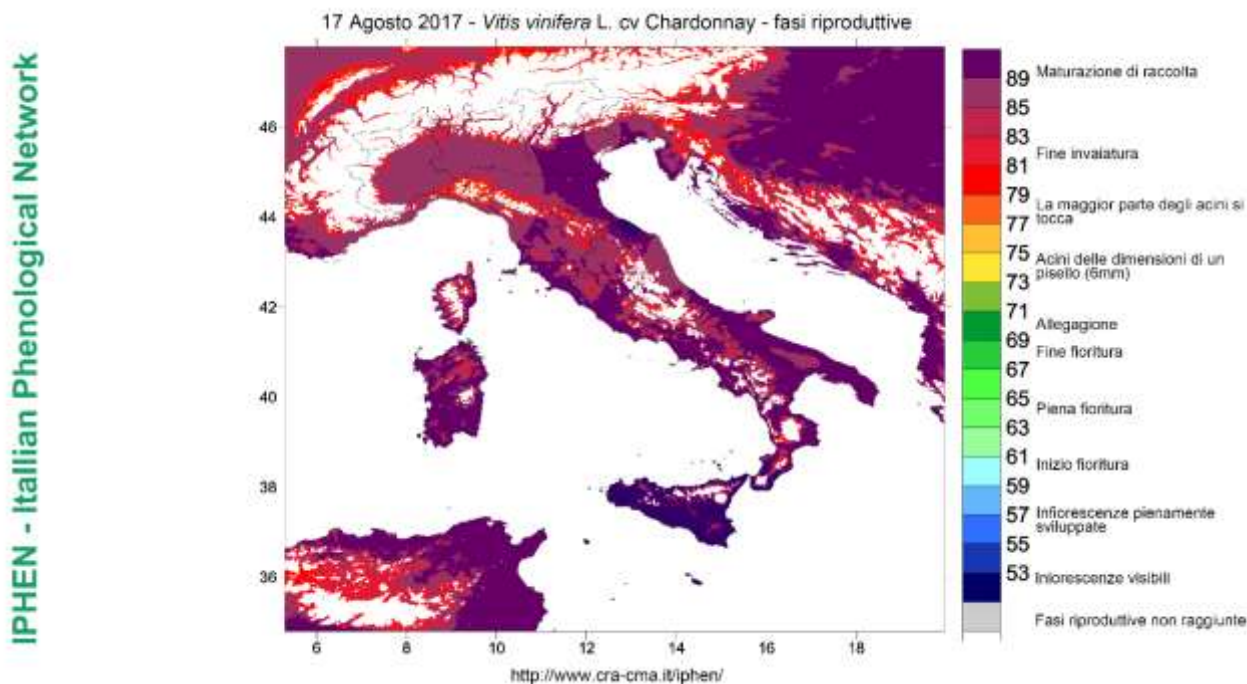 IPHEN - Itallian Phenological Network
17 Agosto 2017 - Vitis vinifera L. cv Chardonnay - fasi riproduttive
46
44
42
40
38
36
6
8
10
12
14
16
18
http://www.cra-cma.it/iphen/
89
85
83
81
79
77
75
73
71
69
67
65
63
61
59
57
55
53
Maturazione di raccolta
Fine invaiatura
La maggior parte degli acini si
tocca
Acini delle dimensioni di un
pisello (6mm)
Allegagione
Fine fioritura
Piena fioritura
Inizio fioritura
Infiorescenze pienamente
sviluppate
Iniorescenze visibili
Fasi riproduttive non raggiunte